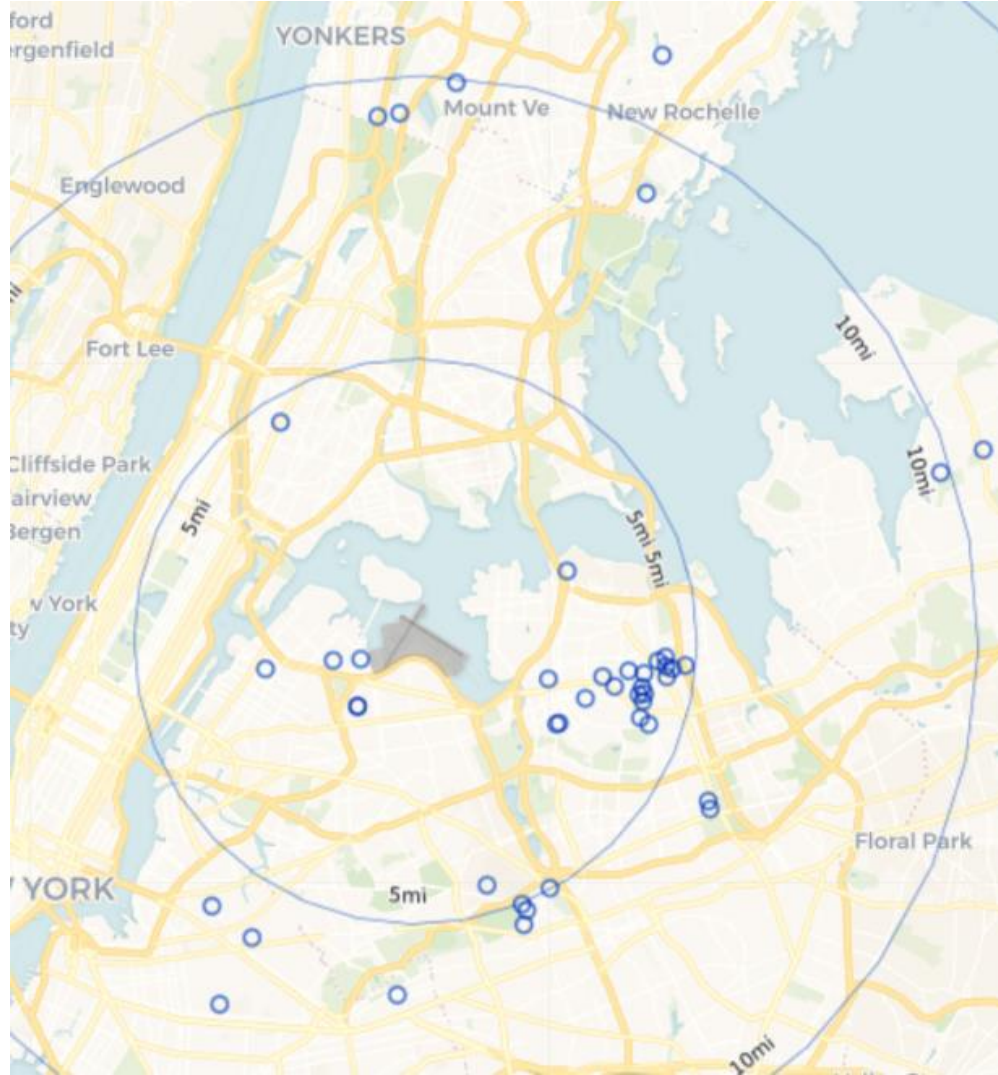 ford
YONKERS
ergenfield
Mount Ve
New Rochelle
Englewood
mi
10mi
Fort Lee
10mi
Cliffside Park
airview
5mi
5mi
5mi
Bergen
w York
ty
Floral Park
YORK
5mi
10mi